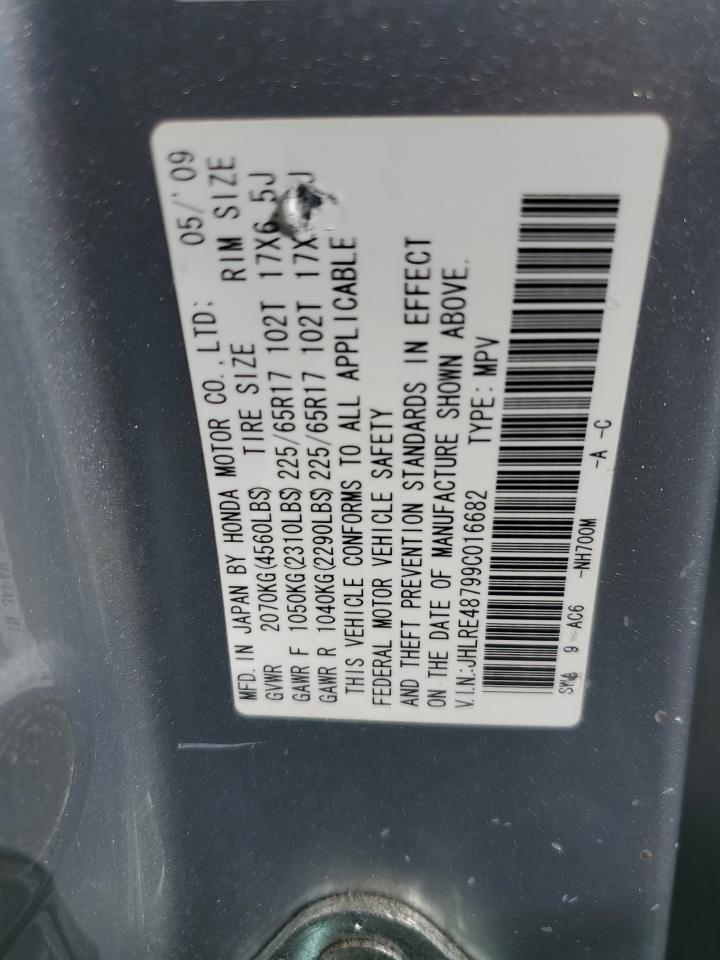 MFD. IN JAPAN BY HONDA MOTOR CO., LTD: 05/'09
GVWR 2070KG(4560LBS) TIRE SIZE RIM SIZE
GAWR F 1050KG(2310LBS) 225/65R17 102T 17X6.5J
GAWR R 1040KG(2290LBS) 225/65R17 102T 17X J
THIS VEHICLE CONFORMS TO ALL APPLICABLE
FEDERAL MOTOR VEHICLE SAFETY
AND THEFT PREVENTION STANDARDS IN EFFECT
ON THE DATE OF MANUFACTURE SHOWN ABOVE.
V.I.N.:JHLRE48799C016682 TYPE: MPV
9 AC6 -NH700M -A -C